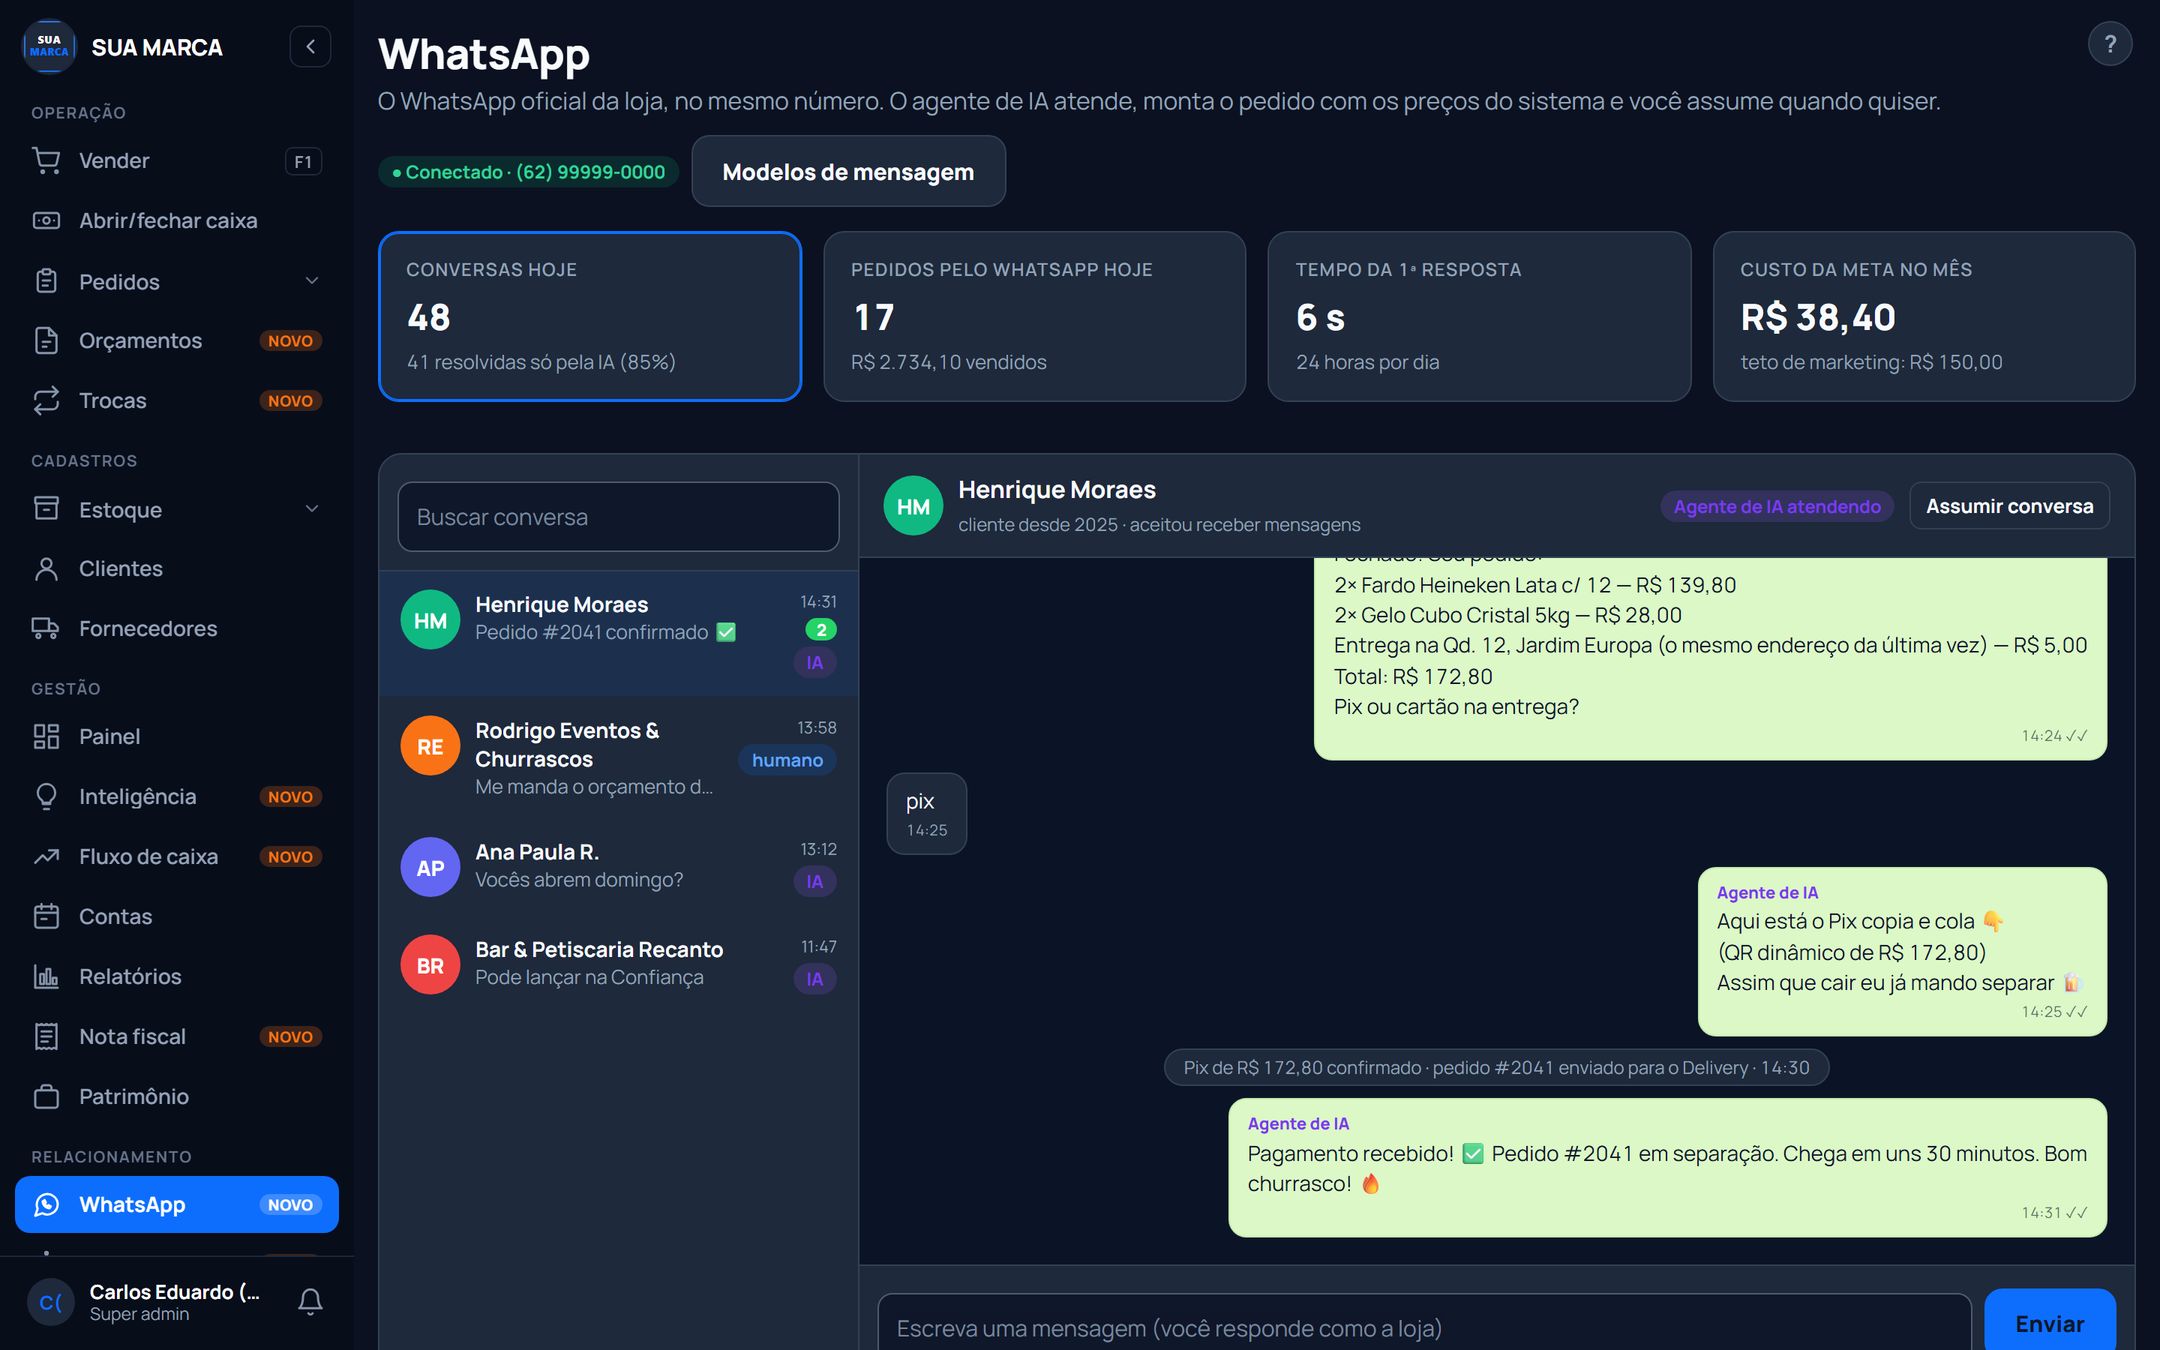 SUA
MARCA
SUA MARCA
OPERAÇÃO
Vender
F1
Abrir/fechar caixa
Pedidos
Orçamentos
NOVO
Trocas
NOVO
CADASTROS
Estoque
Clientes
Fornecedores
GESTÃO
Painel
Inteligência
NOVO
Fluxo de caixa
NOVO
Contas
Relatórios
Nota fiscal
NOVO
Patrimônio
RELACIONAMENTO
WhatsApp
NOVO
C(
Carlos Eduardo (...
Super admin
WhatsApp
?
O WhatsApp oficial da loja, no mesmo número. O agente de IA atende, monta o pedido com os preços do sistema e você assume quando quiser.
• Conectado · (62) 99999-0000
Modelos de mensagem
CONVERSAS HOJE
48
41 resolvidas só pela IA (85%)
PEDIDOS PELO WHATSAPP HOJE
17
R$ 2.734,10 vendidos
TEMPO DA 1ª RESPOSTA
6 s
24 horas por dia
CUSTO DA META NO MÊS
R$ 38,40
teto de marketing: R$ 150,00
Buscar conversa
HM
Henrique Moraes
14:31
Pedido #2041 confirmado ✅
2
IA
RE
Rodrigo Eventos &
Churrascos
13:58
humano
Me manda o orçamento d...
AP
Ana Paula R.
13:12
Vocês abrem domingo?
IA
BR
Bar & Petiscaria Recanto
11:47
Pode lançar na Confiança
IA
HM
Henrique Moraes
cliente desde 2025 · aceitou receber mensagens
Agente de IA atendendo
Assumir conversa
2× Fardo Heineken Lata c/ 12 — R$ 139,80
2× Gelo Cubo Cristal 5kg — R$ 28,00
Entrega na Qd. 12, Jardim Europa (o mesmo endereço da última vez) — R$ 5,00
Total: R$ 172,80
Pix ou cartão na entrega?
14:24 ✓✓
pix
14:25
Agente de IA
Aqui está o Pix copia e cola 👇
(QR dinâmico de R$ 172,80)
Assim que cair eu já mando separar 🍺
14:25 ✓✓
Pix de R$ 172,80 confirmado · pedido #2041 enviado para o Delivery · 14:30
Agente de IA
Pagamento recebido! ✅ Pedido #2041 em separação. Chega em uns 30 minutos. Bom
churrasco! 🔥
14:31 ✓✓
Escreva uma mensagem (você responde como a loja)
Enviar